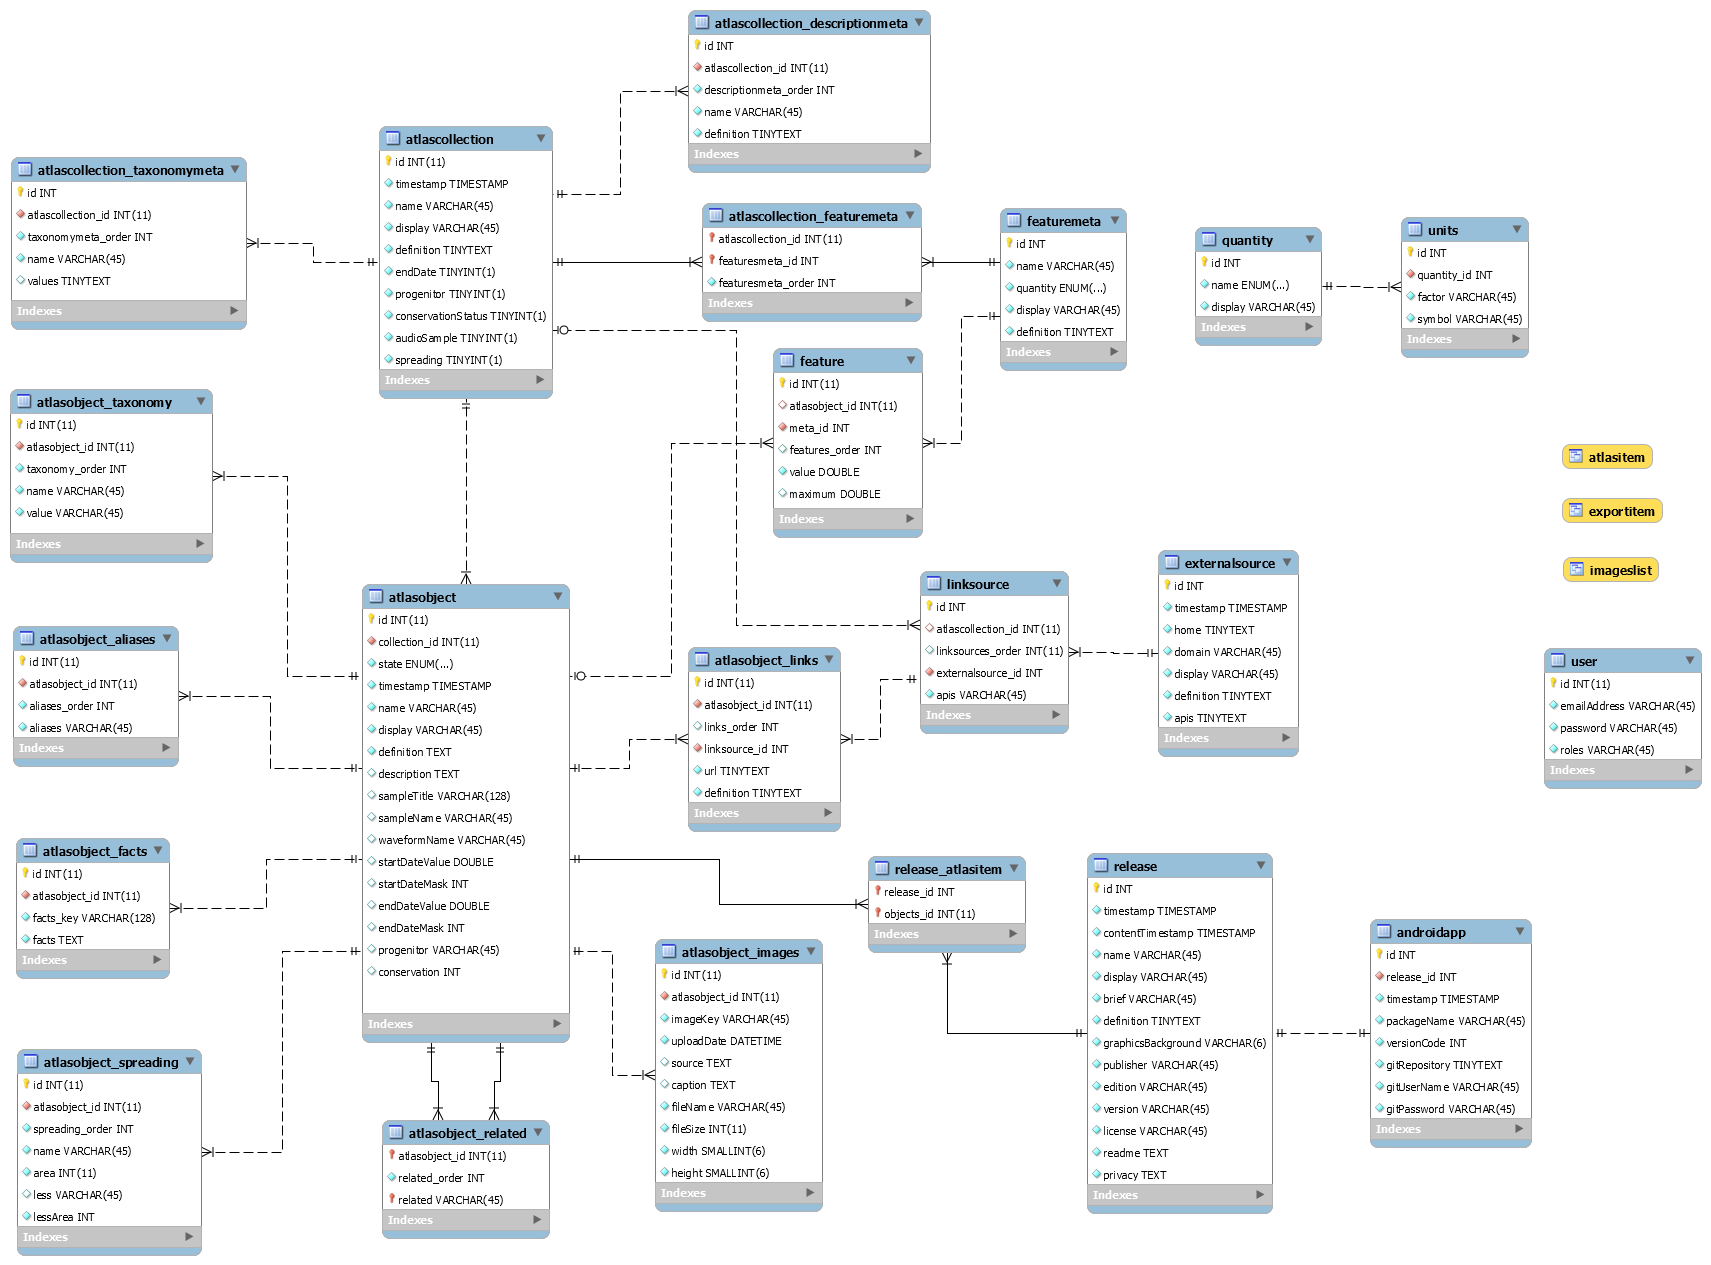 atlascollection_descriptionmeta
id INT
atlascollection_id INT(11)
descriptionmeta_order INT
name VARCHAR(45)
definition TINYTEXT
Indexes
atlascollection
id INT(11)
timestamp TIMESTAMP
name VARCHAR(45)
display VARCHAR(45)
definition TINYTEXT
endDate TINYINT(1)
progenitor TINYINT(1)
conservationStatus TINYINT(1)
audioSample TINYINT(1)
spreading TINYINT(1)
Indexes
atlascollection_taxonomymeta
id INT
atlascollection_id INT(11)
taxonomymeta_order INT
name VARCHAR(45)
values TINYTEXT
Indexes
atlascollection_featuremeta
atlascollection_id INT(11)
featuresmeta_id INT
featuresmeta_order INT
Indexes
featuremeta
id INT
name VARCHAR(45)
quantity ENUM(...)
display VARCHAR(45)
definition TINYTEXT
Indexes
quantity
id INT
name ENUM(...)
display VARCHAR(45)
Indexes
units
id INT
quantity_id INT
factor VARCHAR(45)
symbol VARCHAR(45)
Indexes
feature
id INT(11)
atlasobject_id INT(11)
meta_id INT
features_order INT
value DOUBLE
maximum DOUBLE
Indexes
atlasobject_taxonomy
id INT(11)
atlasobject_id INT(11)
taxonomy_order INT
name VARCHAR(45)
value VARCHAR(45)
Indexes
atlasitem
exportitem
imageslist
atlasobject
id INT(11)
collection_id INT(11)
state ENUM(...)
timestamp TIMESTAMP
name VARCHAR(45)
display VARCHAR(45)
definition TEXT
description TEXT
sampleTitle VARCHAR(128)
sampleName VARCHAR(45)
waveformName VARCHAR(45)
startDateValue DOUBLE
startDateMask INT
endDateValue DOUBLE
endDateMask INT
progenitor VARCHAR(45)
conservation INT
Indexes
linksource
id INT
atlascollection_id INT(11)
linksources_order INT(11)
externalsource_id INT
apis VARCHAR(45)
Indexes
externalsource
id INT
timestamp TIMESTAMP
home TINYTEXT
domain VARCHAR(45)
display VARCHAR(45)
definition TINYTEXT
apis TINYTEXT
Indexes
atlasobject_aliases
id INT(11)
atlasobject_id INT(11)
aliases_order INT
aliases VARCHAR(45)
Indexes
atlasobject_links
id INT(11)
atlasobject_id INT(11)
links_order INT
linksource_id INT
url TINYTEXT
definition TINYTEXT
Indexes
user
id INT(11)
emailAddress VARCHAR(45)
password VARCHAR(45)
roles VARCHAR(45)
Indexes
atlasobject_facts
id INT(11)
atlasobject_id INT(11)
facts_key VARCHAR(128)
facts TEXT
Indexes
release_atlasitem
release_id INT
objects_id INT(11)
Indexes
release
id INT
timestamp TIMESTAMP
contentTimestamp TIMESTAMP
name VARCHAR(45)
display VARCHAR(45)
brief VARCHAR(45)
definition TINYTEXT
graphicsBackground VARCHAR(6)
publisher VARCHAR(45)
edition VARCHAR(45)
version VARCHAR(45)
license VARCHAR(45)
readme TEXT
privacy TEXT
Indexes
androidapp
id INT
release_id INT
timestamp TIMESTAMP
packageName VARCHAR(45)
versionCode INT
gitRepository TINYTEXT
gitUserName VARCHAR(45)
gitPassword VARCHAR(45)
Indexes
atlasobject_images
id INT(11)
atlasobject_id INT(11)
imageKey VARCHAR(45)
uploadDate DATETIME
source TEXT
caption TEXT
fileName VARCHAR(45)
fileSize INT(11)
width SMALLINT(6)
height SMALLINT(6)
Indexes
atlasobject_spreading
id INT(11)
atlasobject_id INT(11)
spreading_order INT
name VARCHAR(45)
area INT(11)
less VARCHAR(45)
lessArea INT
Indexes
atlasobject_related
atlasobject_id INT(11)
related_order INT
related VARCHAR(45)
Indexes